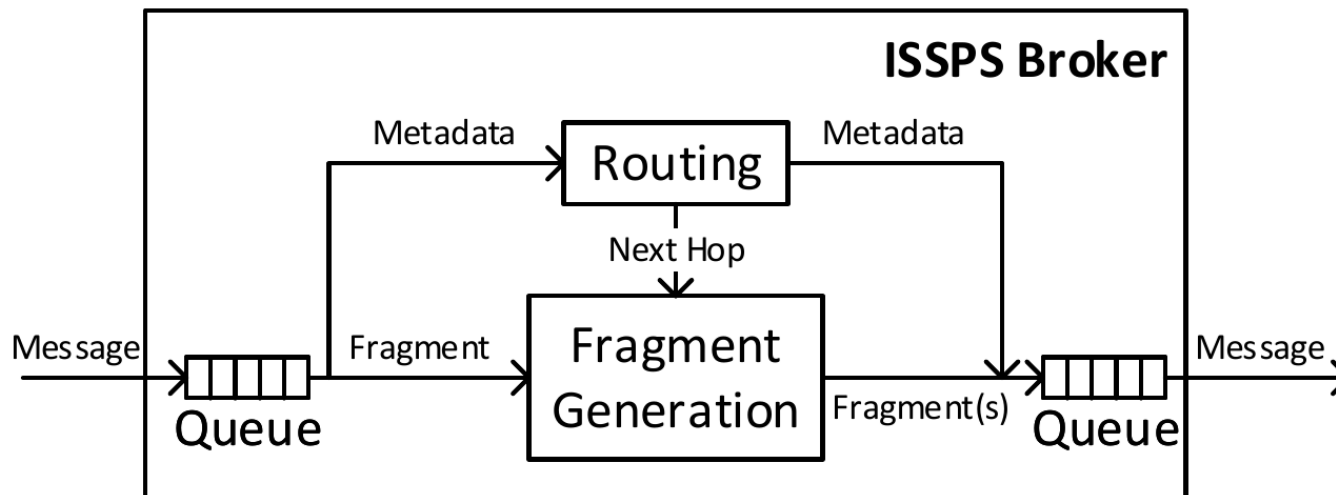 ISSPS Broker
Metadata
Routing
Metadata
Next Hop
Message
Fragment
Fragment
Generation
Fragment(s)
Message
Queue
Queue